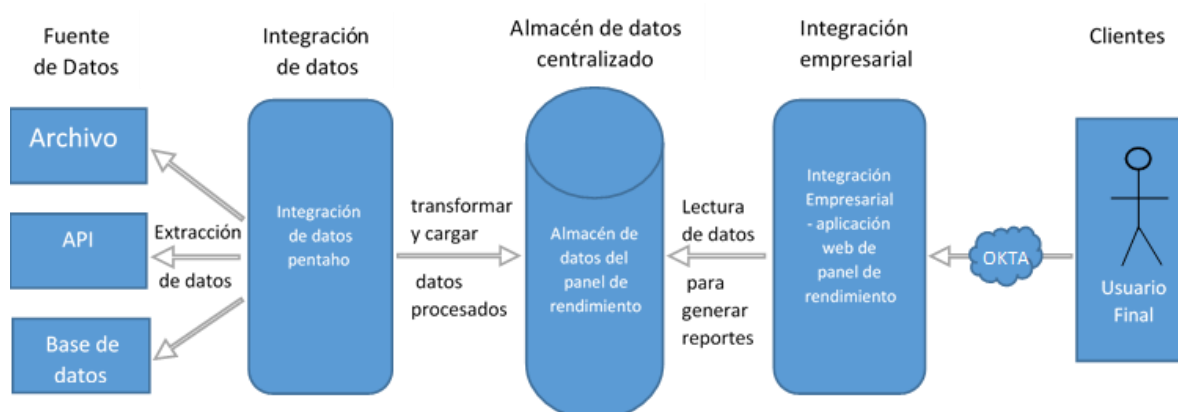 Fuente
de Datos
Integración
de datos
Almacén de datos
centralizado
Integración
empresarial
Clientes
Archivo
API
Base de
datos
Extracción
de datos
Integración
de datos
pentaho
transformar
y cargar
datos
procesados
Almacén de
datos del
panel de
rendimiento
Lectura
de datos
para
generar
reportes
Integración
Empresarial
- aplicación
web de
panel de
rendimiento
OKTA
Usuario
Final